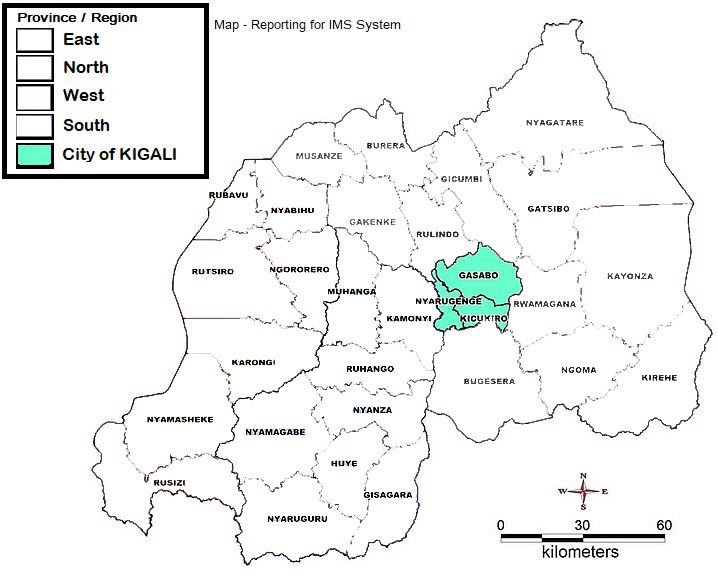 Province / Region
Map - Reporting for IMS System
East
North
West
South
City of KIGALI
NYAGATARE
BURERA
MUSANZE
GICUMBI
RUBAVU
NYABIHU
GATSIBO
GAKENKE
RULINDO
RUTSIRO
NGORORERO
GASABO
KAYONZA
MUHANGA
NYARUGENGE
RWAMAGANA
KAMONYI
KICUKIRO
KARONGI
RUHANGO
NGOMA
BUGESERA
KIREHE
NYANZA
NYAMASHEKE
NYAMAGABE
HUYE
RUSIZI
GISAGARA
NYARUGURU
N
W E
S
0 30 60
kilometers